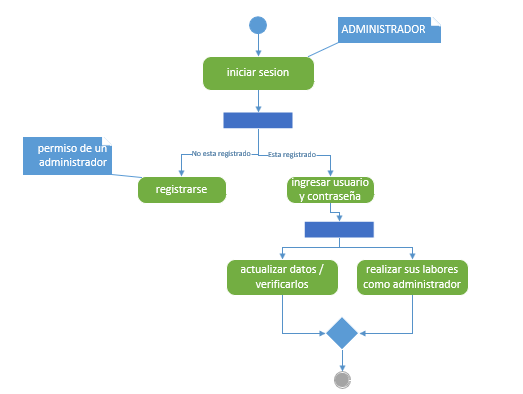 ADMINISTRADOR
iniciar sesion
No esta registrado
Esta registrado
permiso de un
administrador
registrarse
ingresar usuario
y contraseña
actualizar datos /
verificarlos
realizar sus labores
como administrador